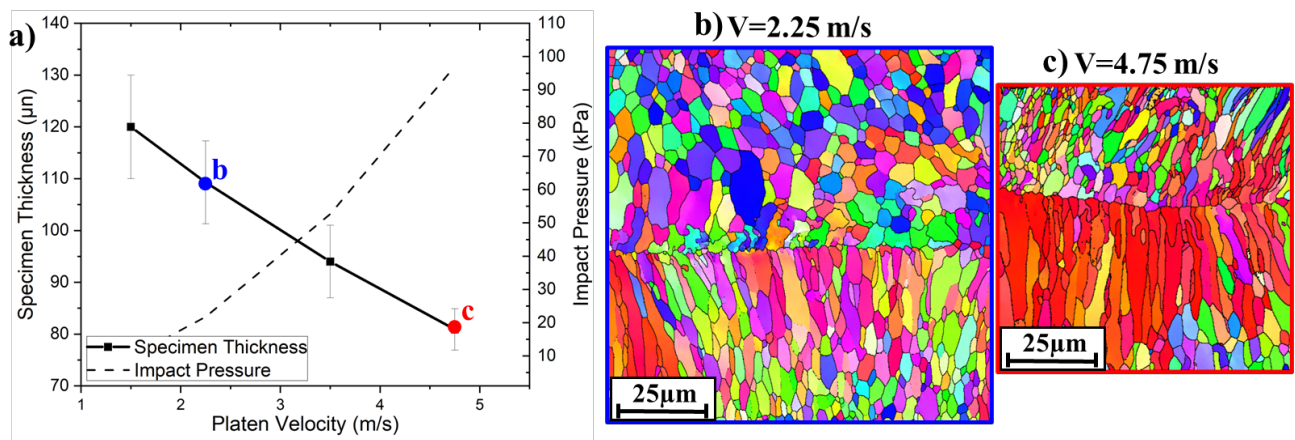 a)
140
130
120
110
100
90
80
70
Specimen Thickness (µn)
b
c
Specimen Thickness
Impact Pressure
1
2
3
4
5
Platen Velocity (m/s)
110
100
90
80
70
60
50
40
30
20
10
0
Impact Pressure (kPa)
b) V=2.25 m/s
25µm
c) V=4.75 m/s
25µm